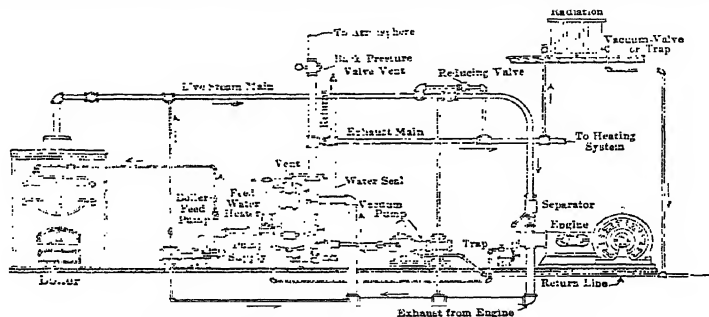 Radiation
To Atmosphere
Vacuum-Valve
or Trap
Back Pressure
Valve Vent
Live Steam Main
Reducing Valve
Exhaust Main
To Heating
System
Vent
Water Seal
Boiler
Feed
Pump
Feed
Water
Heater
Vacuum
Pump
Separator
Engine
Trap
Supply
Boiler
Return Line
Exhaust from Engine